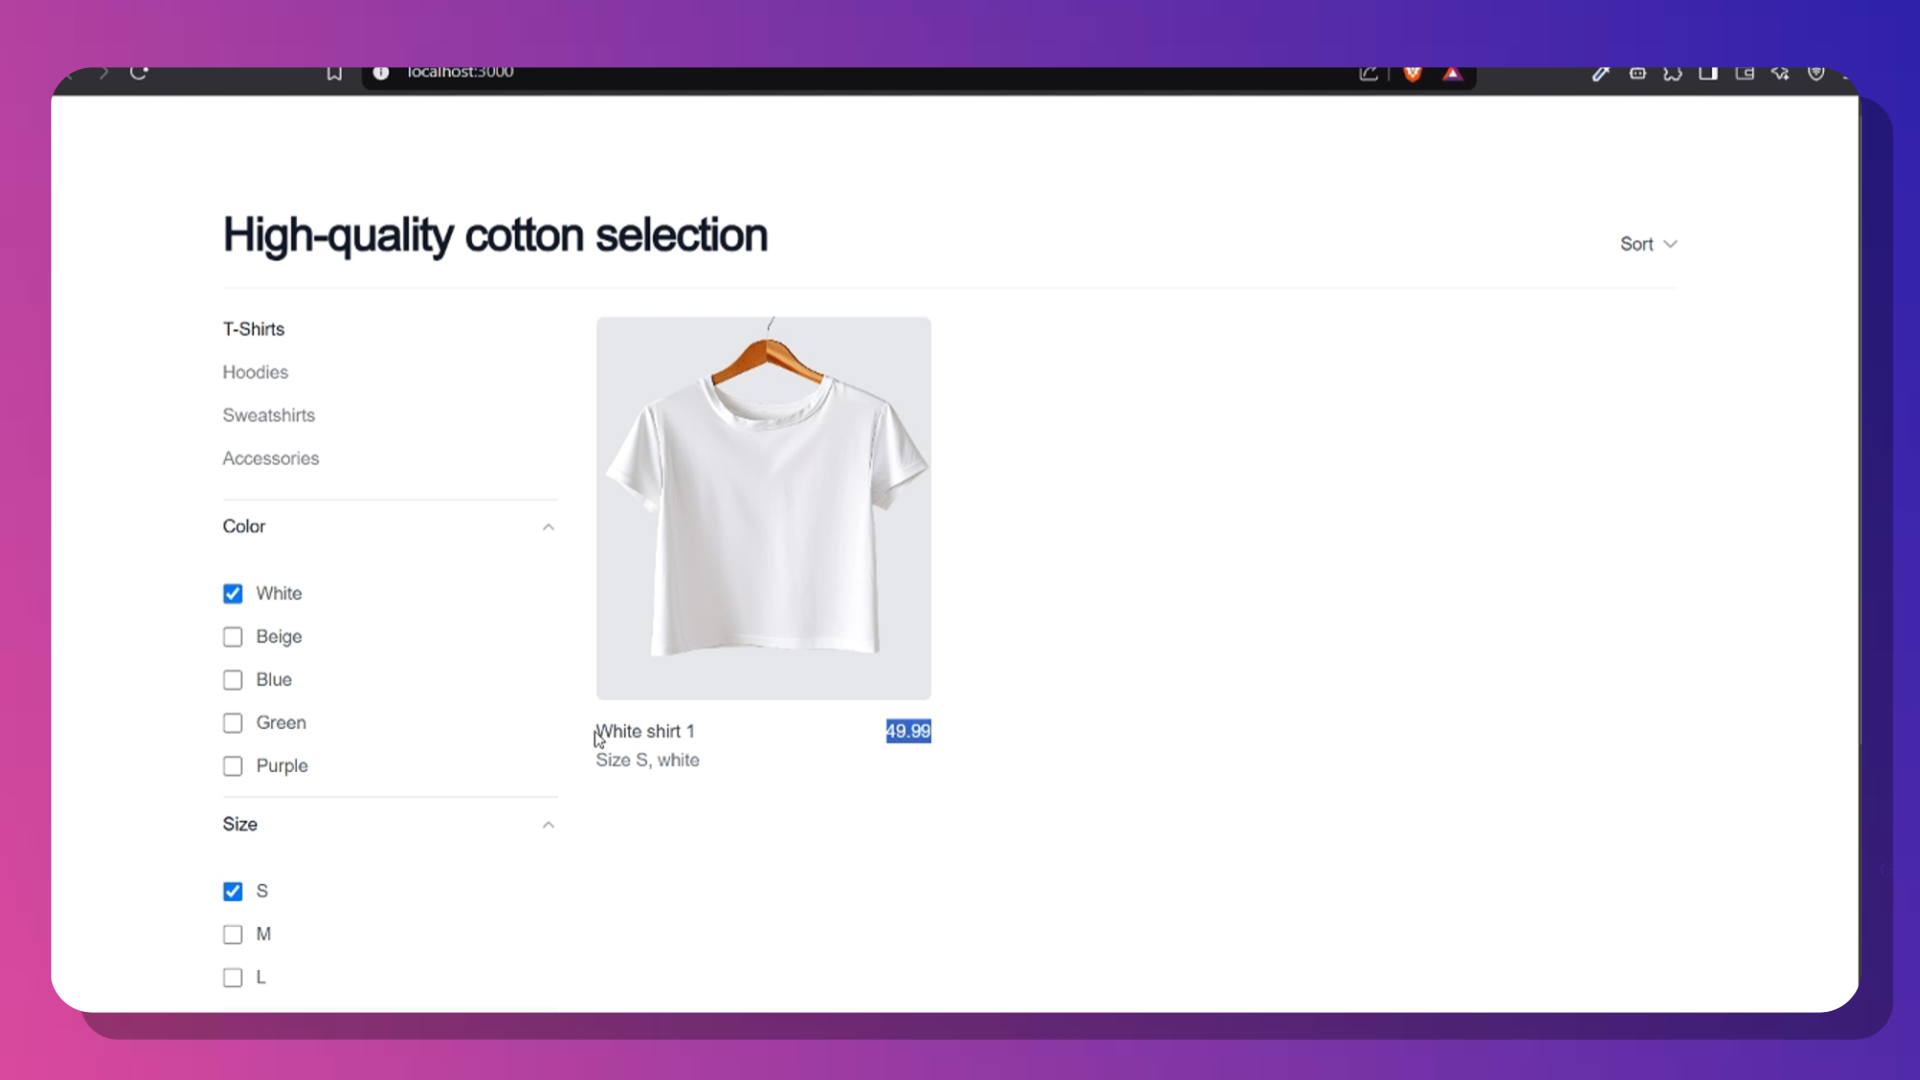 localhost:3000
High-quality cotton selection
Sort
T-Shirts
Hoodies
Sweatshirts
Accessories
Color
White
Beige
Blue
Green
Purple
Size
S
M
L
White shirt 1
49.99
Size S, white